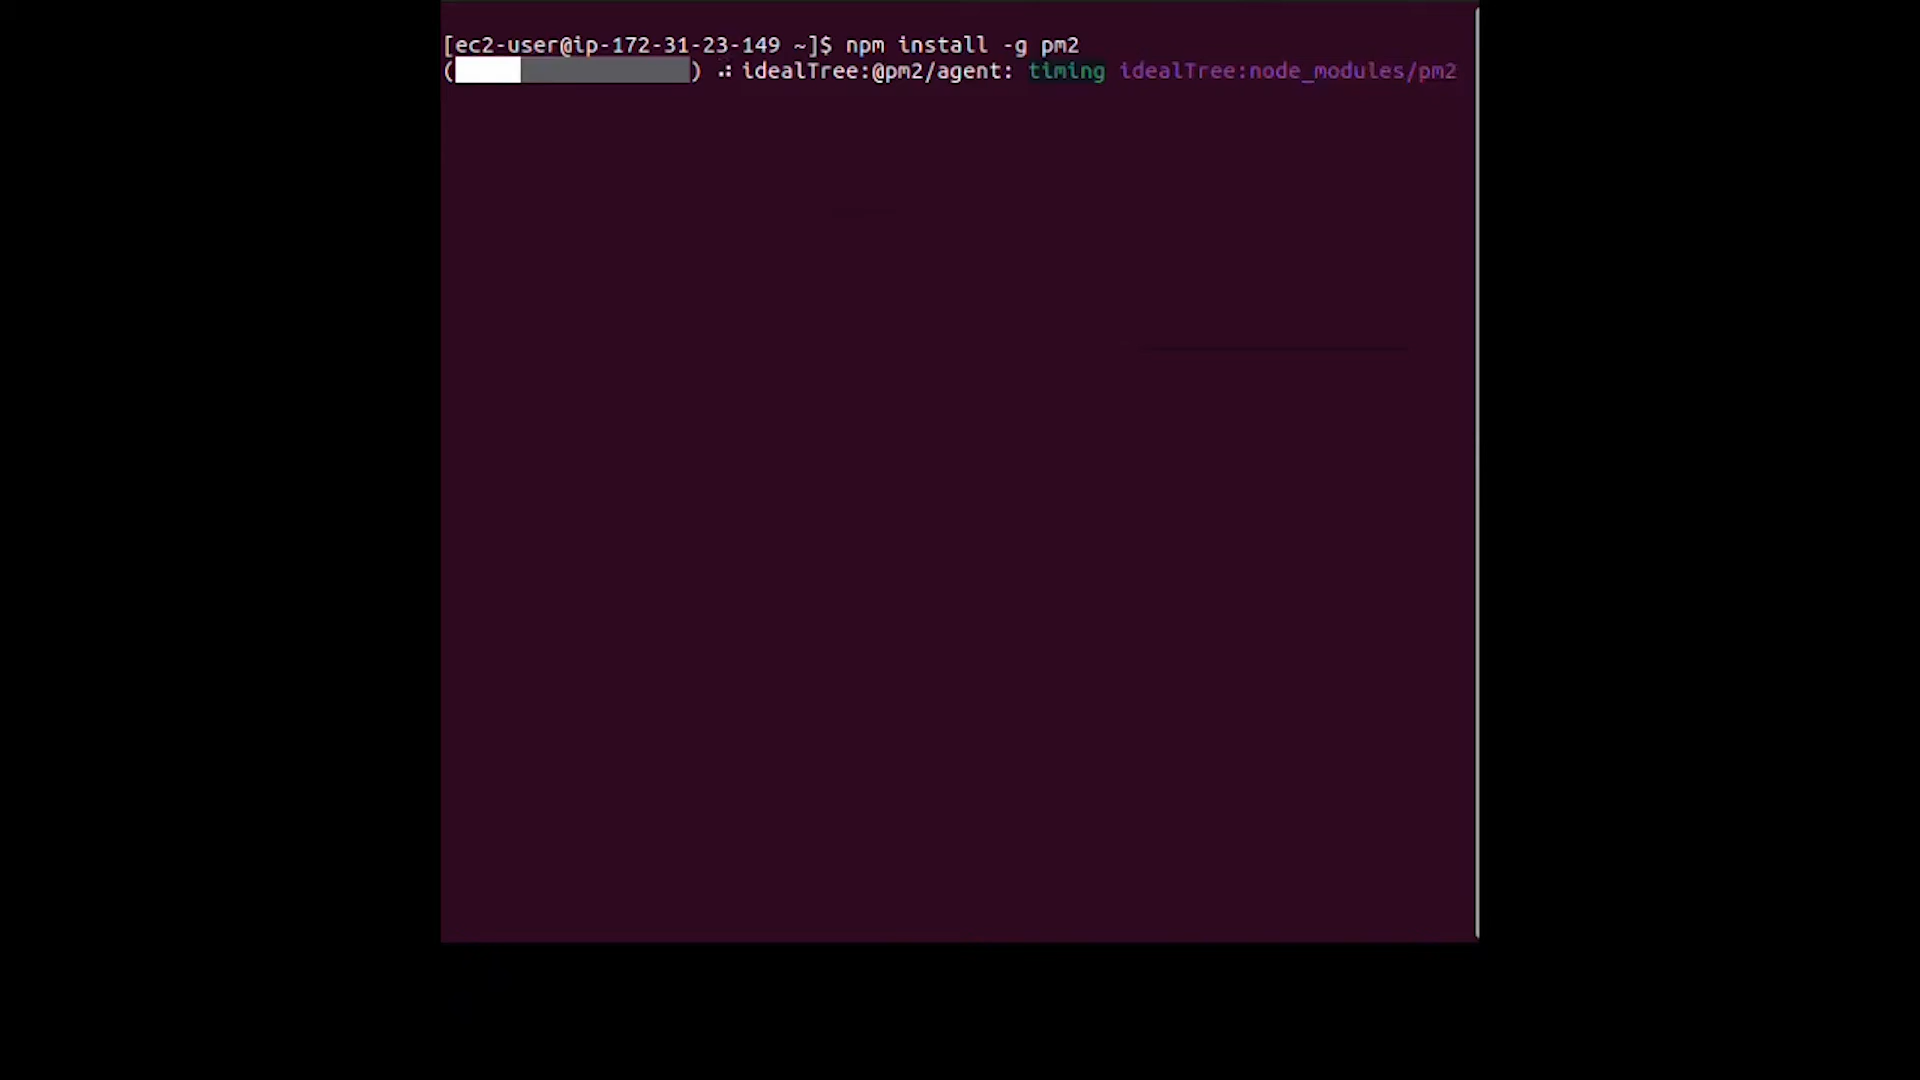 [ec2-user@ip-172-31-23-149 ~]$ npm install -g pm2
( ) ⠴ idealTree:@pm2/agent: timing idealTree:node_modules/pm2